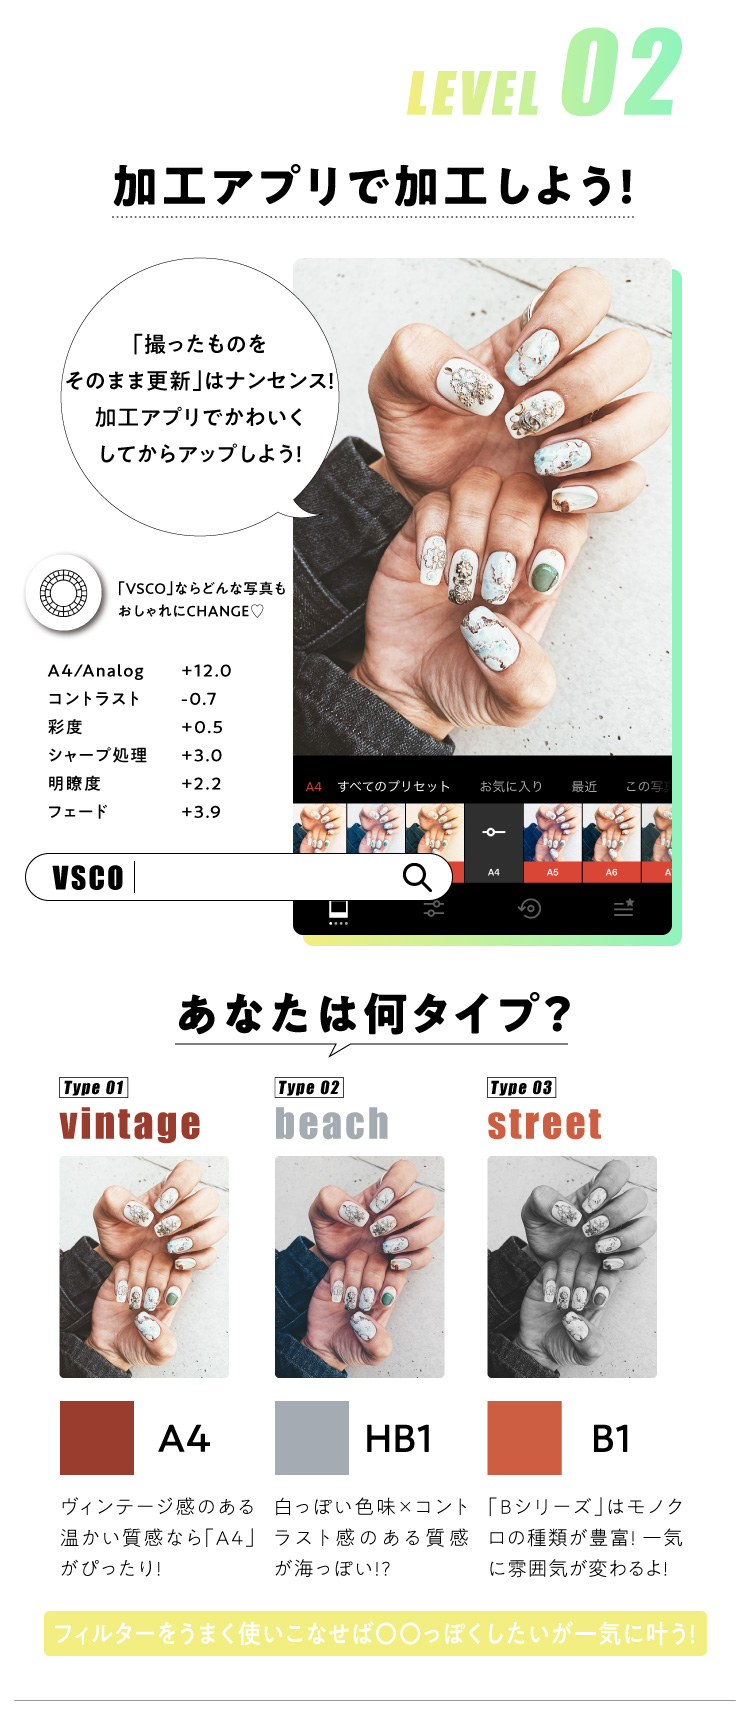 LEVEL 02
加工アプリで加工しよう!
「撮ったものを
そのまま更新」はナンセンス!
加工アプリでかわいく
してからアップしよう!
「VSCO」ならどんな写真も
おしゃれにCHANGE♡
A4/Analog +12.0
コントラスト -0.7
彩度 +0.5
シャープ処理 +3.0
明瞭度 +2.2
フェード +3.9
A4 すべてのプリセット お気に入り 最近 この写
A4 A5 A6
VSCO
あなたは何タイプ?
Type 01
vintage
Type 02
beach
Type 03
street
A4
HB1
B1
ヴィンテージ感のある
温かい質感なら「A4」
がぴったり!
白っぽい色味×コント
ラスト感のある質感
が海っぽい!?
「Bシリーズ」はモノク
ロの種類が豊富! 一気
に雰囲気が変わるよ!
フィルターをうまく使いこなせば〇〇っぽくしたいが一気に叶う!